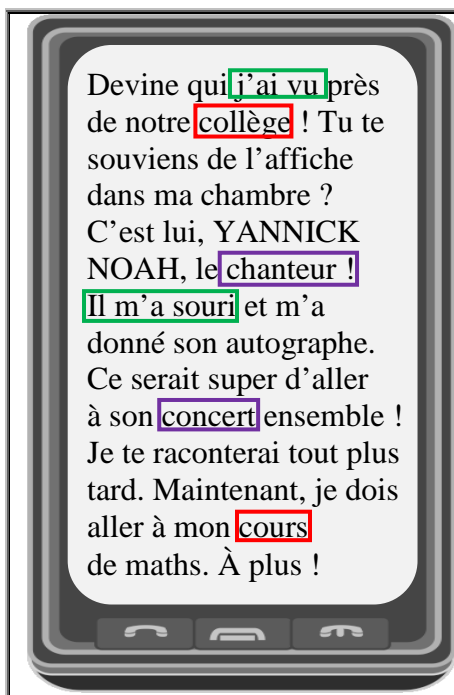 Devine qui j’ai vu près
de notre collège ! Tu te
souviens de l’affiche
dans ma chambre ?
C’est lui, YANNICK
NOAH, le chanteur !
Il m’a souri et m’a
donné son autographe.
Ce serait super d’aller
à son concert ensemble !
Je te raconterai tout plus
tard. Maintenant, je dois
aller à mon cours
de maths. À plus !